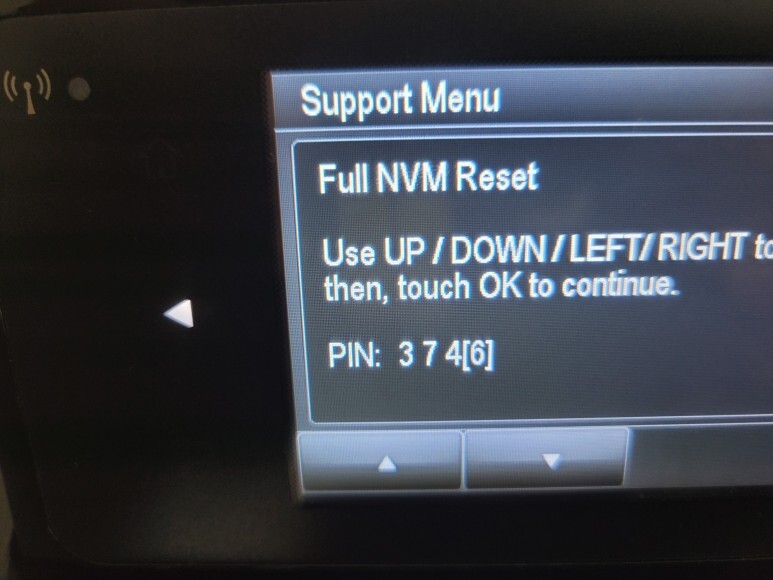 Support Menu
Full NVM Reset
Use UP / DOWN / LEFT/ RIGHT to
then, touch OK to continue.
PIN: 3 7 4[6]